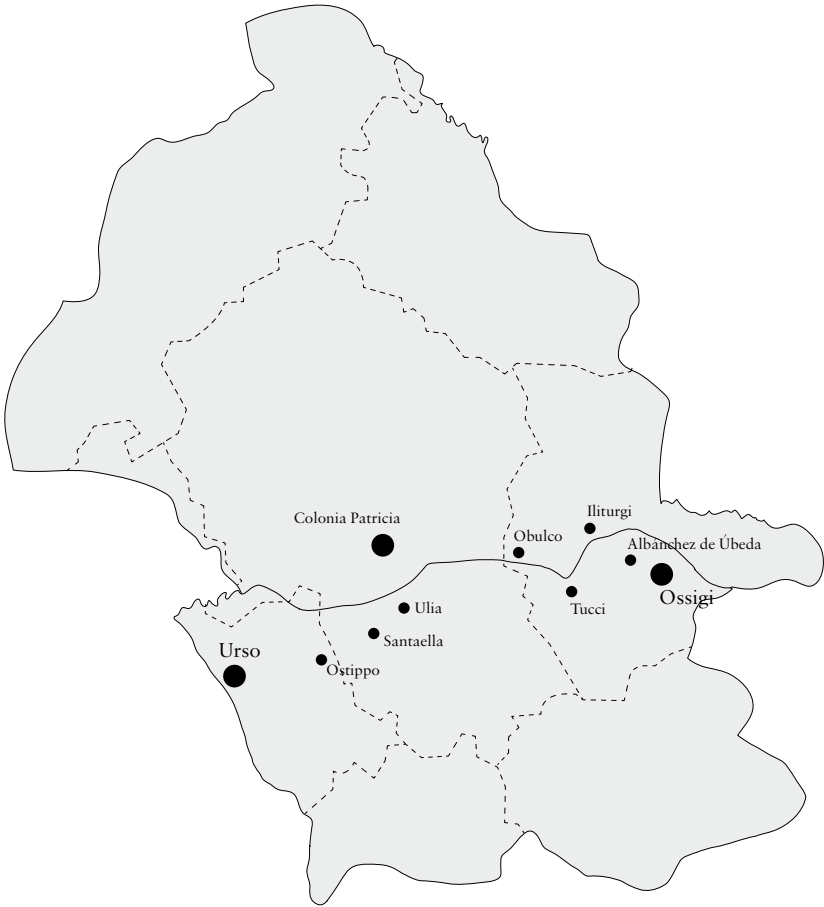 Iliturgi
Colonia Patricia
Obulco
Albánchez de Úbeda
Ossigi
Ulia
Tucci
Santaella
Urso
Ostippo